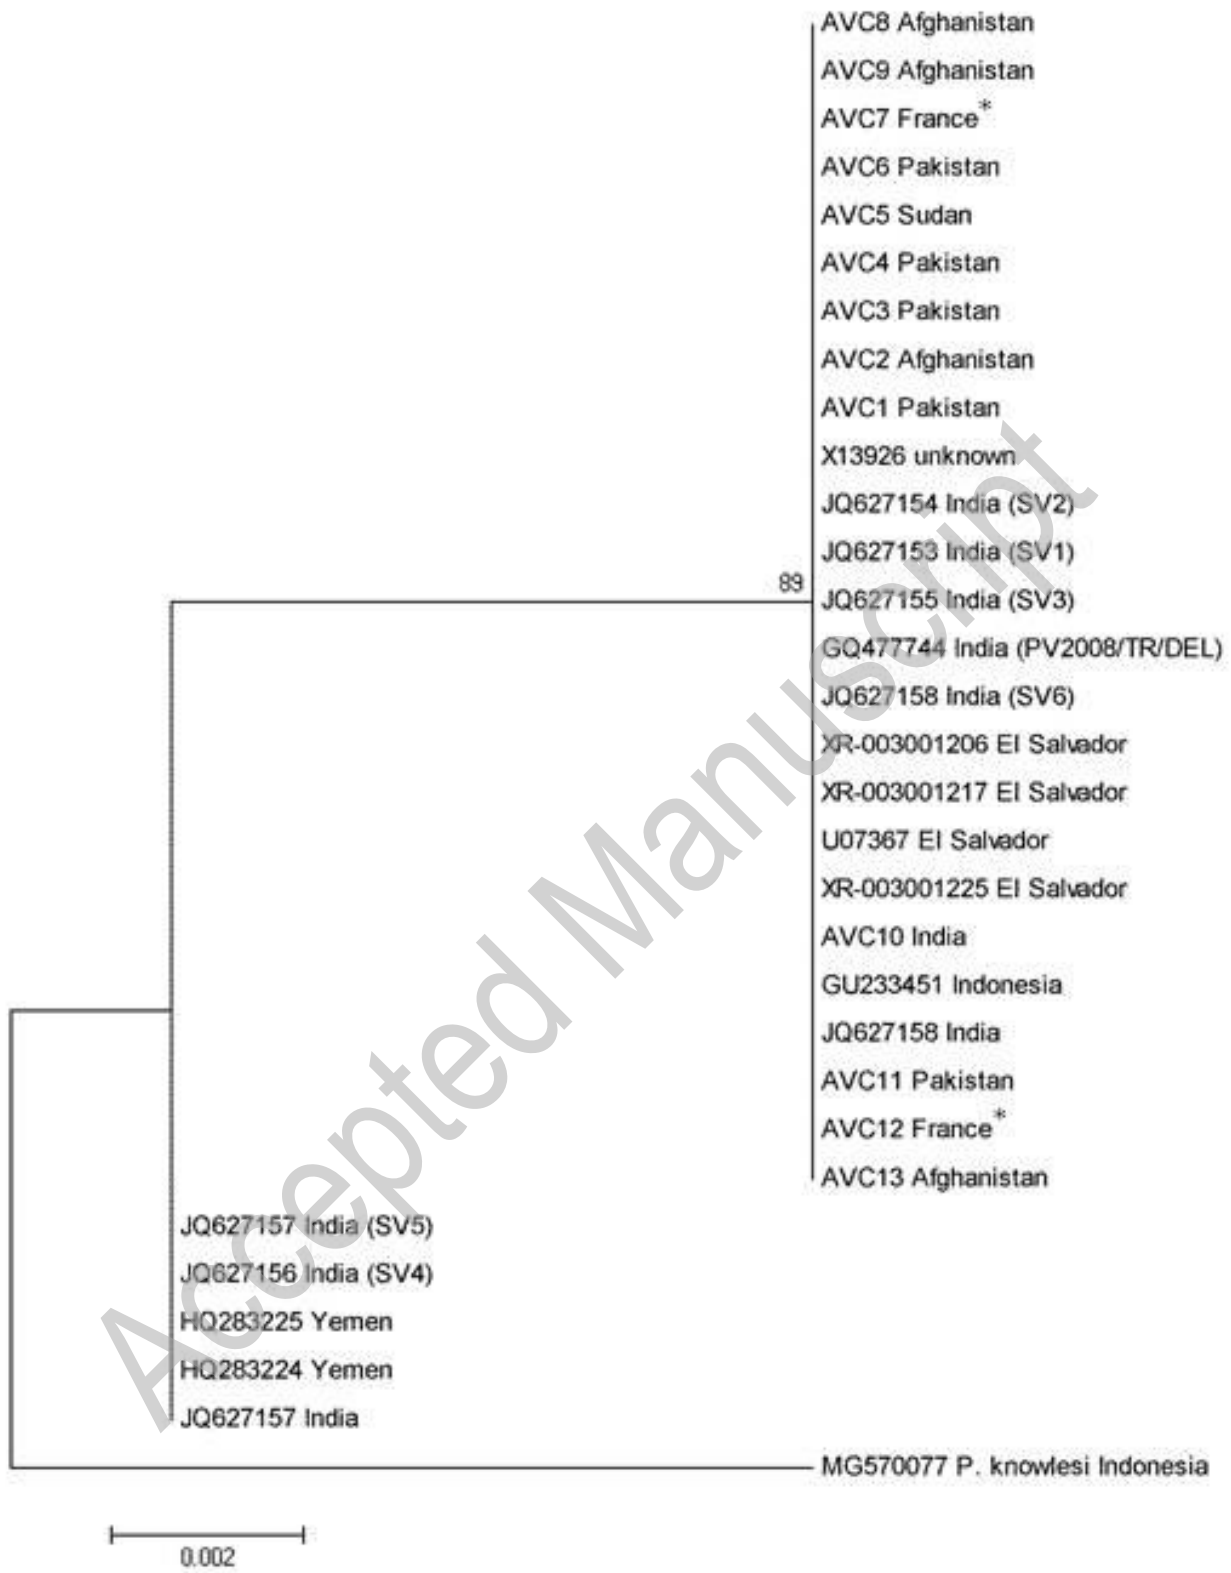 AVC8 Afghanistan
AVC9 Afghanistan
AVC7 France*
AVC6 Pakistan
AVC5 Sudan
AVC4 Pakistan
AVC3 Pakistan
AVC2 Afghanistan
AVC1 Pakistan
X13926 unknown
JQ627154 India (SV2)
JQ627153 India (SV1)
89
JQ627155 India (SV3)
GQ477744 India (PV2008/TR/DEL)
JQ627158 India (SV6)
XR-003001206 El Salvador
XR-003001217 El Salvador
U07367 El Salvador
XR-003001225 El Salvador
AVC10 India
GU233451 Indonesia
JQ627158 India
AVC11 Pakistan
AVC12 France*
AVC13 Afghanistan
JQ627157 India (SV5)
JQ627156 India (SV4)
HQ283225 Yemen
HQ283224 Yemen
JQ627157 India
MG570077 P. knowlesi Indonesia
0.002
Accepted Manuscript